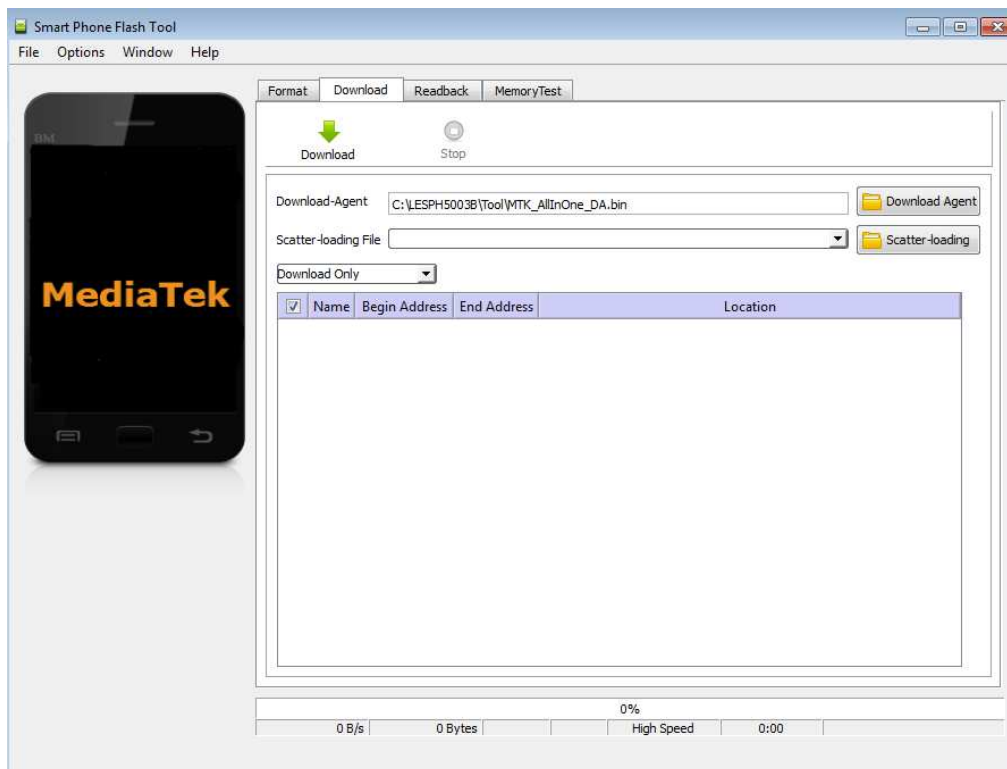 Smart Phone Flash Tool
File Options Window Help
Format Download Readback MemoryTest
BM
Download Stop
Download-Agent C:\LESPH5003B\Tool\MTK_AllInOne_DA.bin Download Agent
Scatter-loading File Scatter-loading
Download Only
MediaTek
Name Begin Address End Address Location
0%
0 B/s 0 Bytes High Speed 0:00